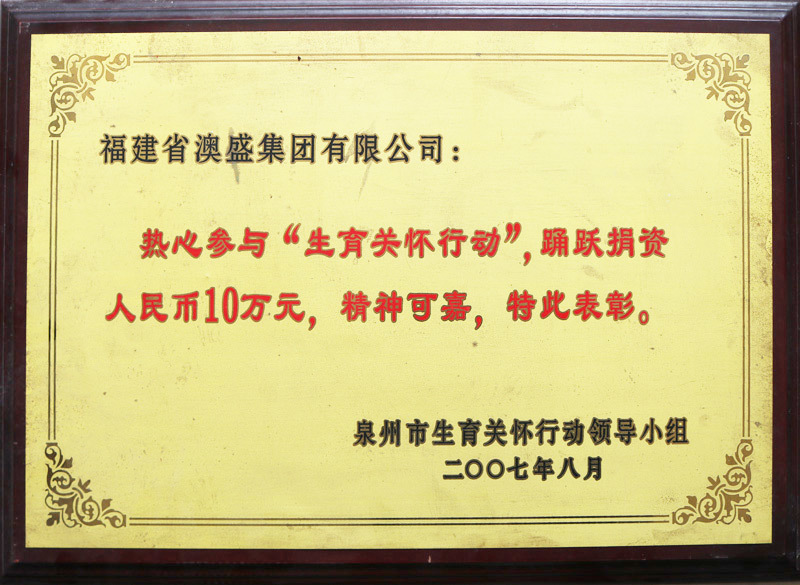 福建省澳盛集团有限公司：
热心参与“生育关怀行动”，踊跃捐资
人民币10万元，精神可嘉，特此表彰。
泉州市生育关怀行动领导小组
二〇〇七年八月